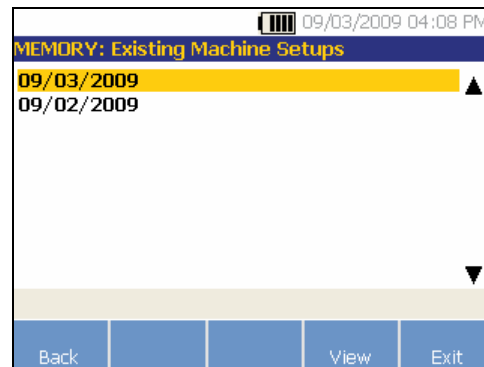 09/03/2009 04:08 PM
MEMORY: Existing Machine Setups
09/03/2009
09/02/2009
Back View Exit